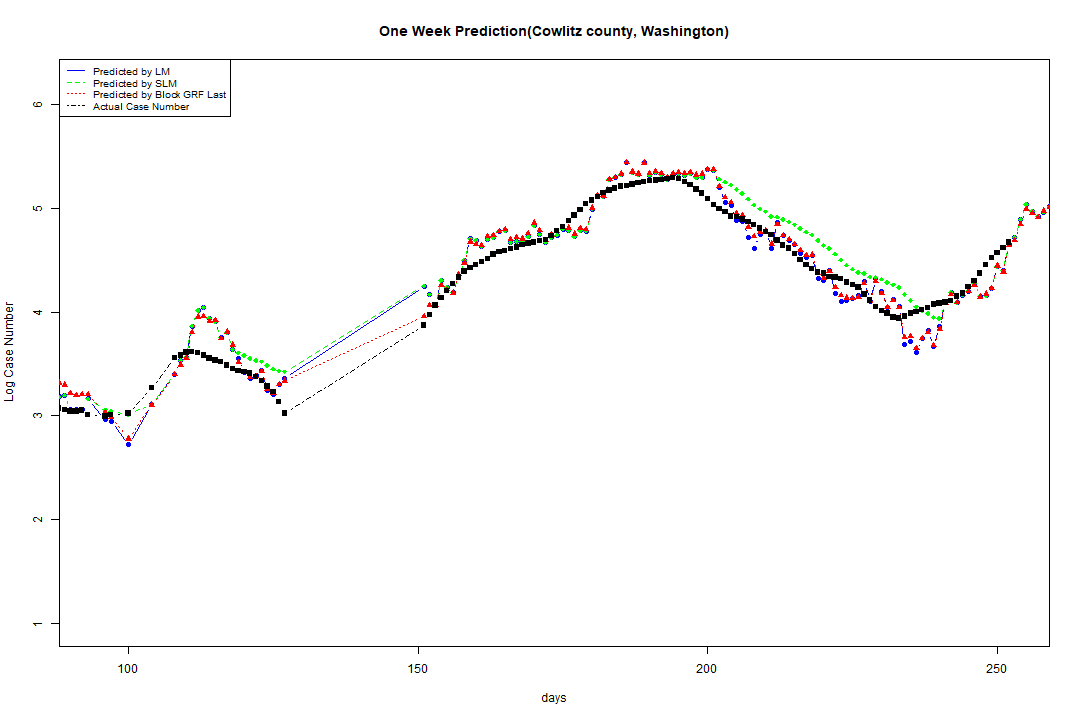 One Week Prediction(Cowlitz county, Washington)
Predicted by LM
Predicted by SLM
Predicted by Block GRF Last
Actual Case Number
6
5
4
3
2
1
Log Case Number
100 150 200 250
days